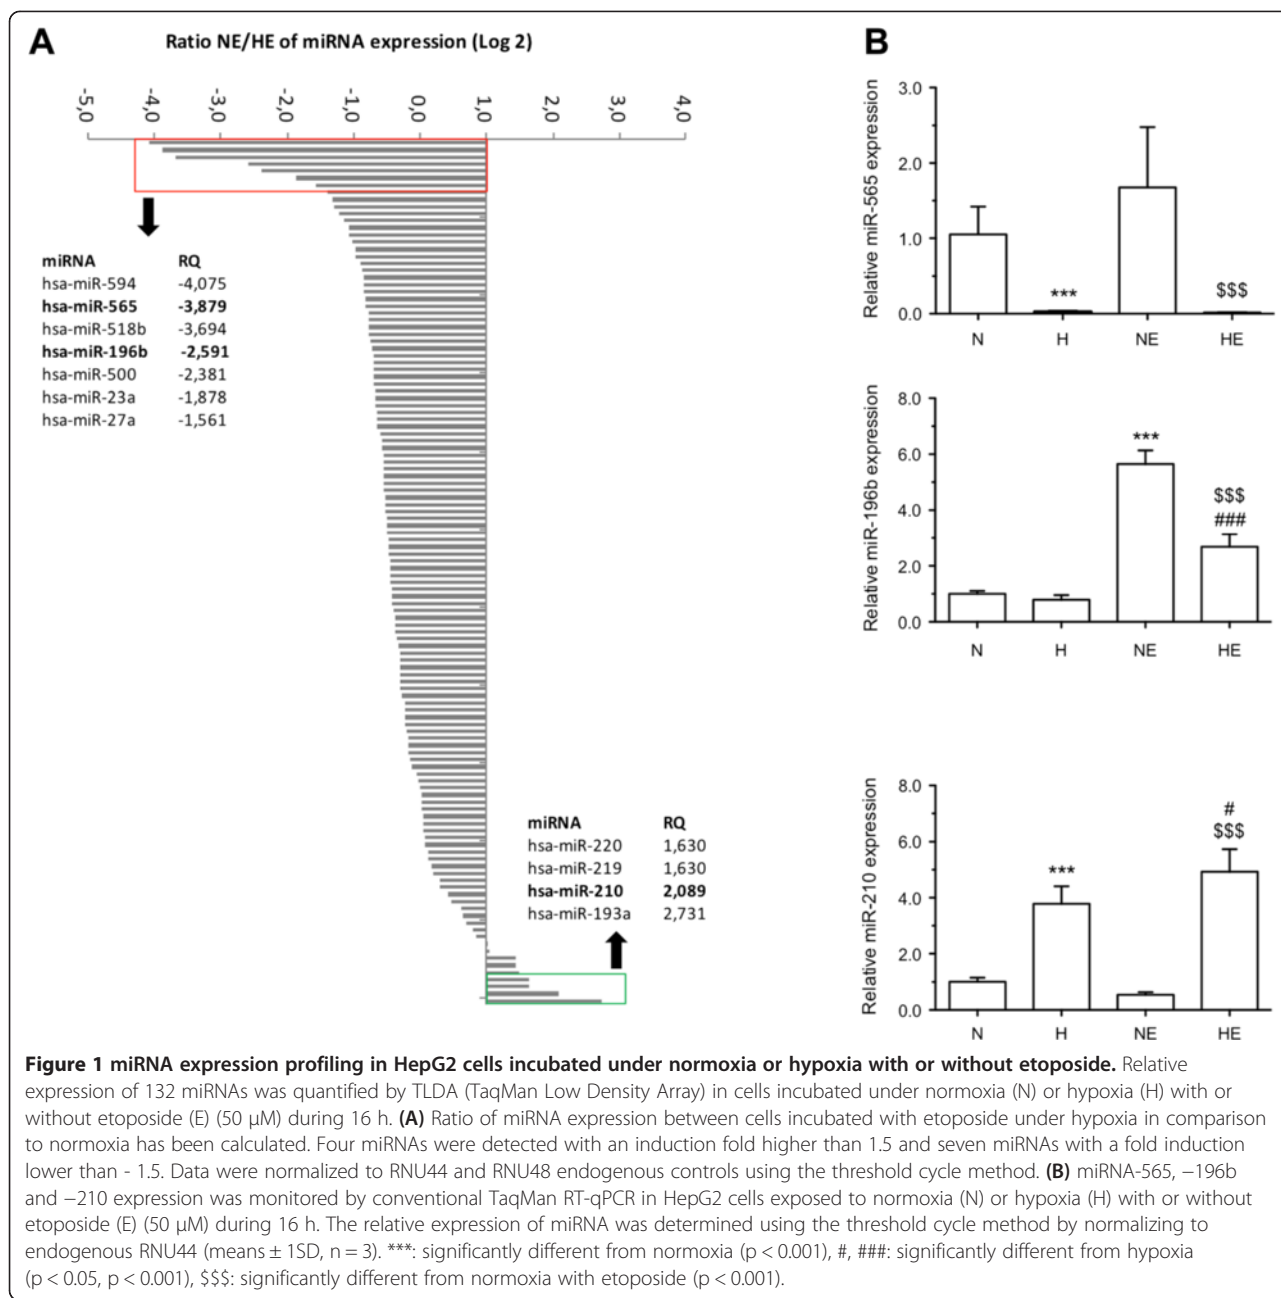 A
Ratio NE/HE of miRNA expression (Log 2)
-5,0
-4,0
-3,0
-2,0
-1,0
0,0
1,0
2,0
3,0
4,0
miRNA RQ
hsa-miR-594 -4,075
hsa-miR-565 -3,879
hsa-miR-518b -3,694
hsa-miR-196b -2,591
hsa-miR-500 -2,381
hsa-miR-23a -1,878
hsa-miR-27a -1,561
miRNA RQ
hsa-miR-220 1,630
hsa-miR-219 1,630
hsa-miR-210 2,089
hsa-miR-193a 2,731
B
Relative miR-565 expression
3.0
2.0
1.0
0.0
***
$$$
N H NE HE
Relative miR-196b expression
8.0
6.0
4.0
2.0
0.0
***
$$$
###
N H NE HE
Relative miR-210 expression
8.0
6.0
4.0
2.0
0.0
***
#
$$$
N H NE HE
Figure 1 miRNA expression profiling in HepG2 cells incubated under normoxia or hypoxia with or without etoposide. Relative
expression of 132 miRNAs was quantified by TLDA (TaqMan Low Density Array) in cells incubated under normoxia (N) or hypoxia (H) with or
without etoposide (E) (50 μM) during 16 h. (A) Ratio of miRNA expression between cells incubated with etoposide under hypoxia in comparison
to normoxia has been calculated. Four miRNAs were detected with an induction fold higher than 1.5 and seven miRNAs with a fold induction
lower than - 1.5. Data were normalized to RNU44 and RNU48 endogenous controls using the threshold cycle method. (B) miRNA-565, −196b
and −210 expression was monitored by conventional TaqMan RT-qPCR in HepG2 cells exposed to normoxia (N) or hypoxia (H) with or without
etoposide (E) (50 μM) during 16 h. The relative expression of miRNA was determined using the threshold cycle method by normalizing to
endogenous RNU44 (means ± 1SD, n = 3). ***: significantly different from normoxia (p < 0.001), #, ###: significantly different from hypoxia
(p < 0.05, p < 0.001), $$$: significantly different from normoxia with etoposide (p < 0.001).